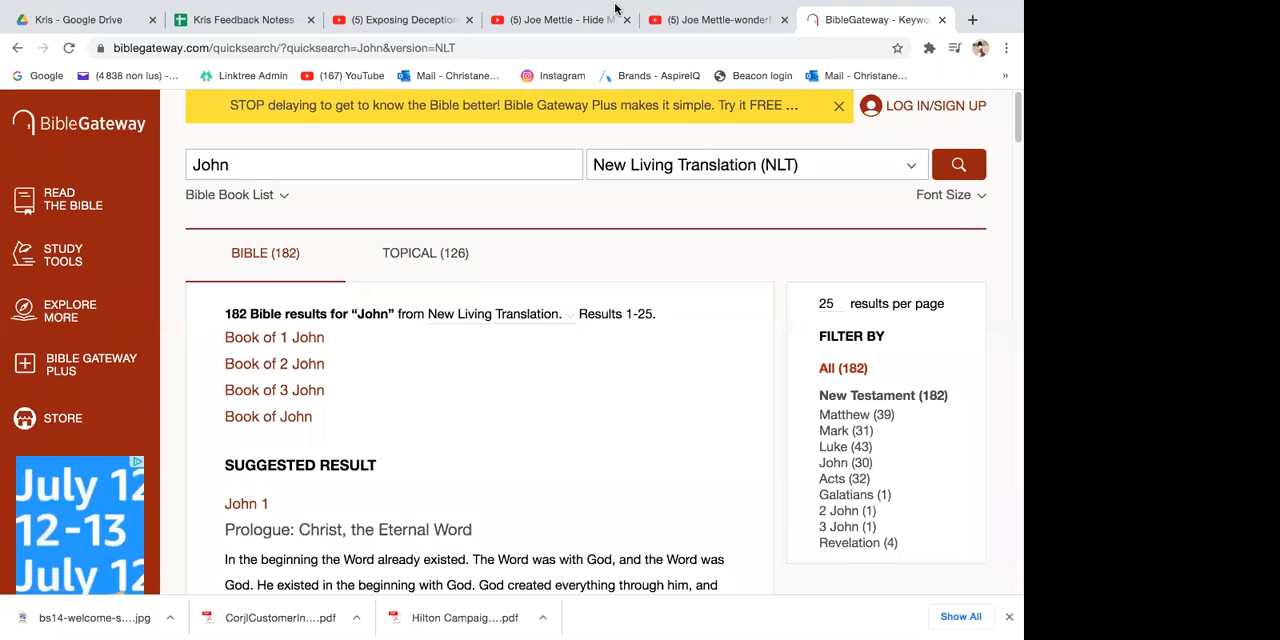 Kris - Google Drive
Kris Feedback Notess -
(5) Exposing Deception
(5) Joe Mettle - Hide M
(5) Joe Mettle-wonderf
BibleGateway - Keywo
biblegateway.com/quicksearch/?quicksearch=John&version=NLT
Google
(4 838 non lus) -...
Linktree Admin
(167) YouTube
Mail - Christane...
Instagram
Brands - AspireIQ
Beacon login
Mail - Christane...
»
BibleGateway
STOP delaying to get to know the Bible better! Bible Gateway Plus makes it simple. Try it FREE ...
LOG IN/SIGN UP
John
New Living Translation (NLT)
Bible Book List
Font Size
READ
THE BIBLE
STUDY
TOOLS
EXPLORE
MORE
BIBLE GATEWAY
PLUS
STORE
BIBLE (182)
TOPICAL (126)
182 Bible results for “John” from New Living Translation. Results 1-25.
Book of 1 John
Book of 2 John
Book of 3 John
Book of John
SUGGESTED RESULT
John 1
Prologue: Christ, the Eternal Word
In the beginning the Word already existed. The Word was with God, and the Word was
God. He existed in the beginning with God. God created everything through him, and
25 results per page
FILTER BY
All (182)
New Testament (182)
Matthew (39)
Mark (31)
Luke (43)
John (30)
Acts (32)
Galatians (1)
2 John (1)
3 John (1)
Revelation (4)
July 12
12-13
July 12
bs14-welcome-s....jpg
CorjlCustomerIn....pdf
Hilton Campaig....pdf
Show All